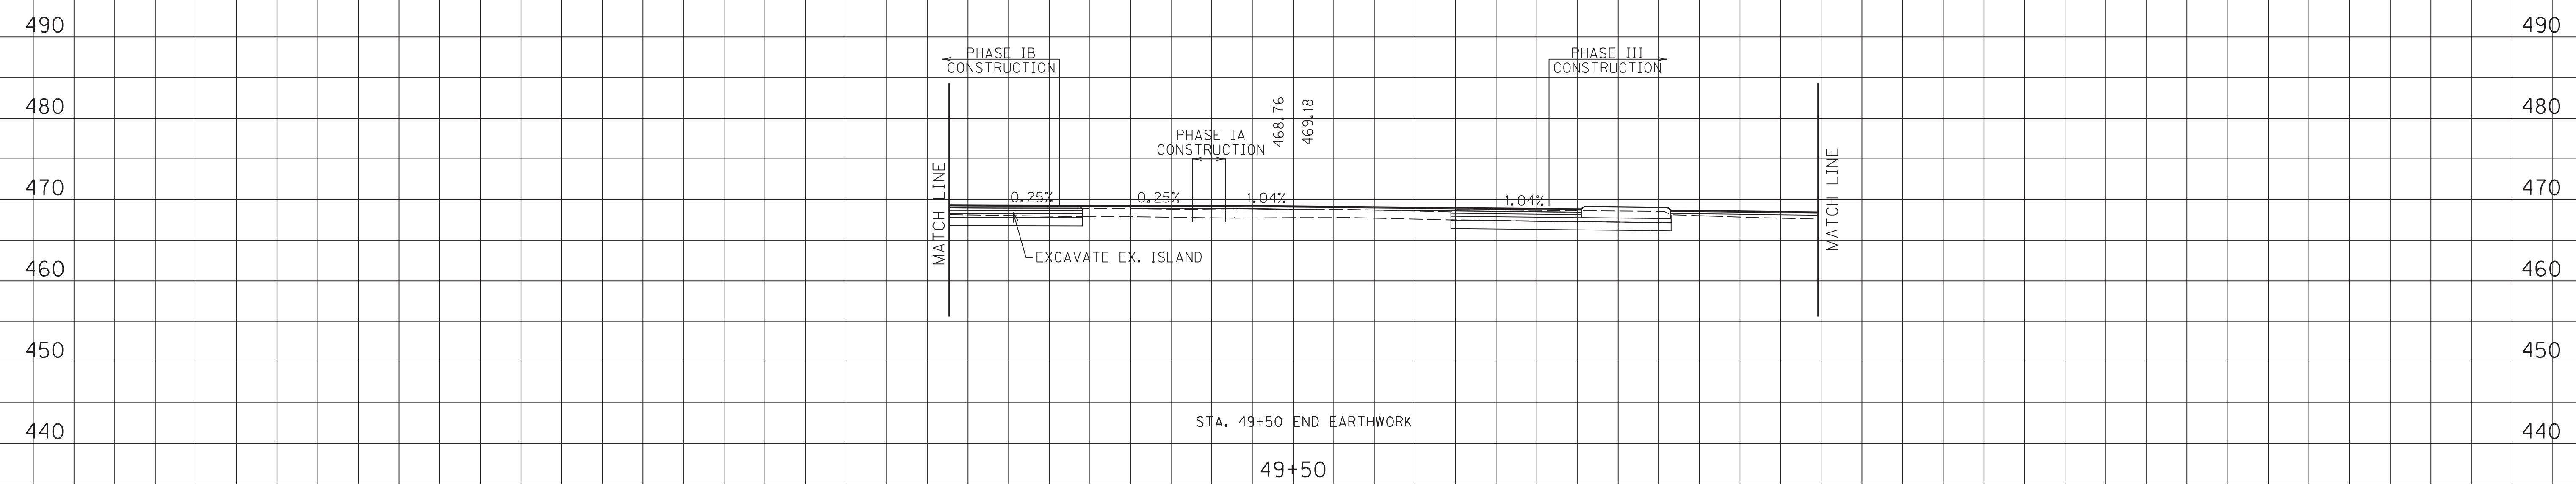 490
490
PHASE IB
CONSTRUCTION
PHASE III
CONSTRUCTION
480
480
468.76
469.18
PHASE IA
CONSTRUCTION
470
470
0.25%
0.25%
1.04%
1.04%
MATCH LINE
MATCH LINE
EXCAVATE EX. ISLAND
460
460
450
450
STA. 49+50 END EARTHWORK
440
440
49+50